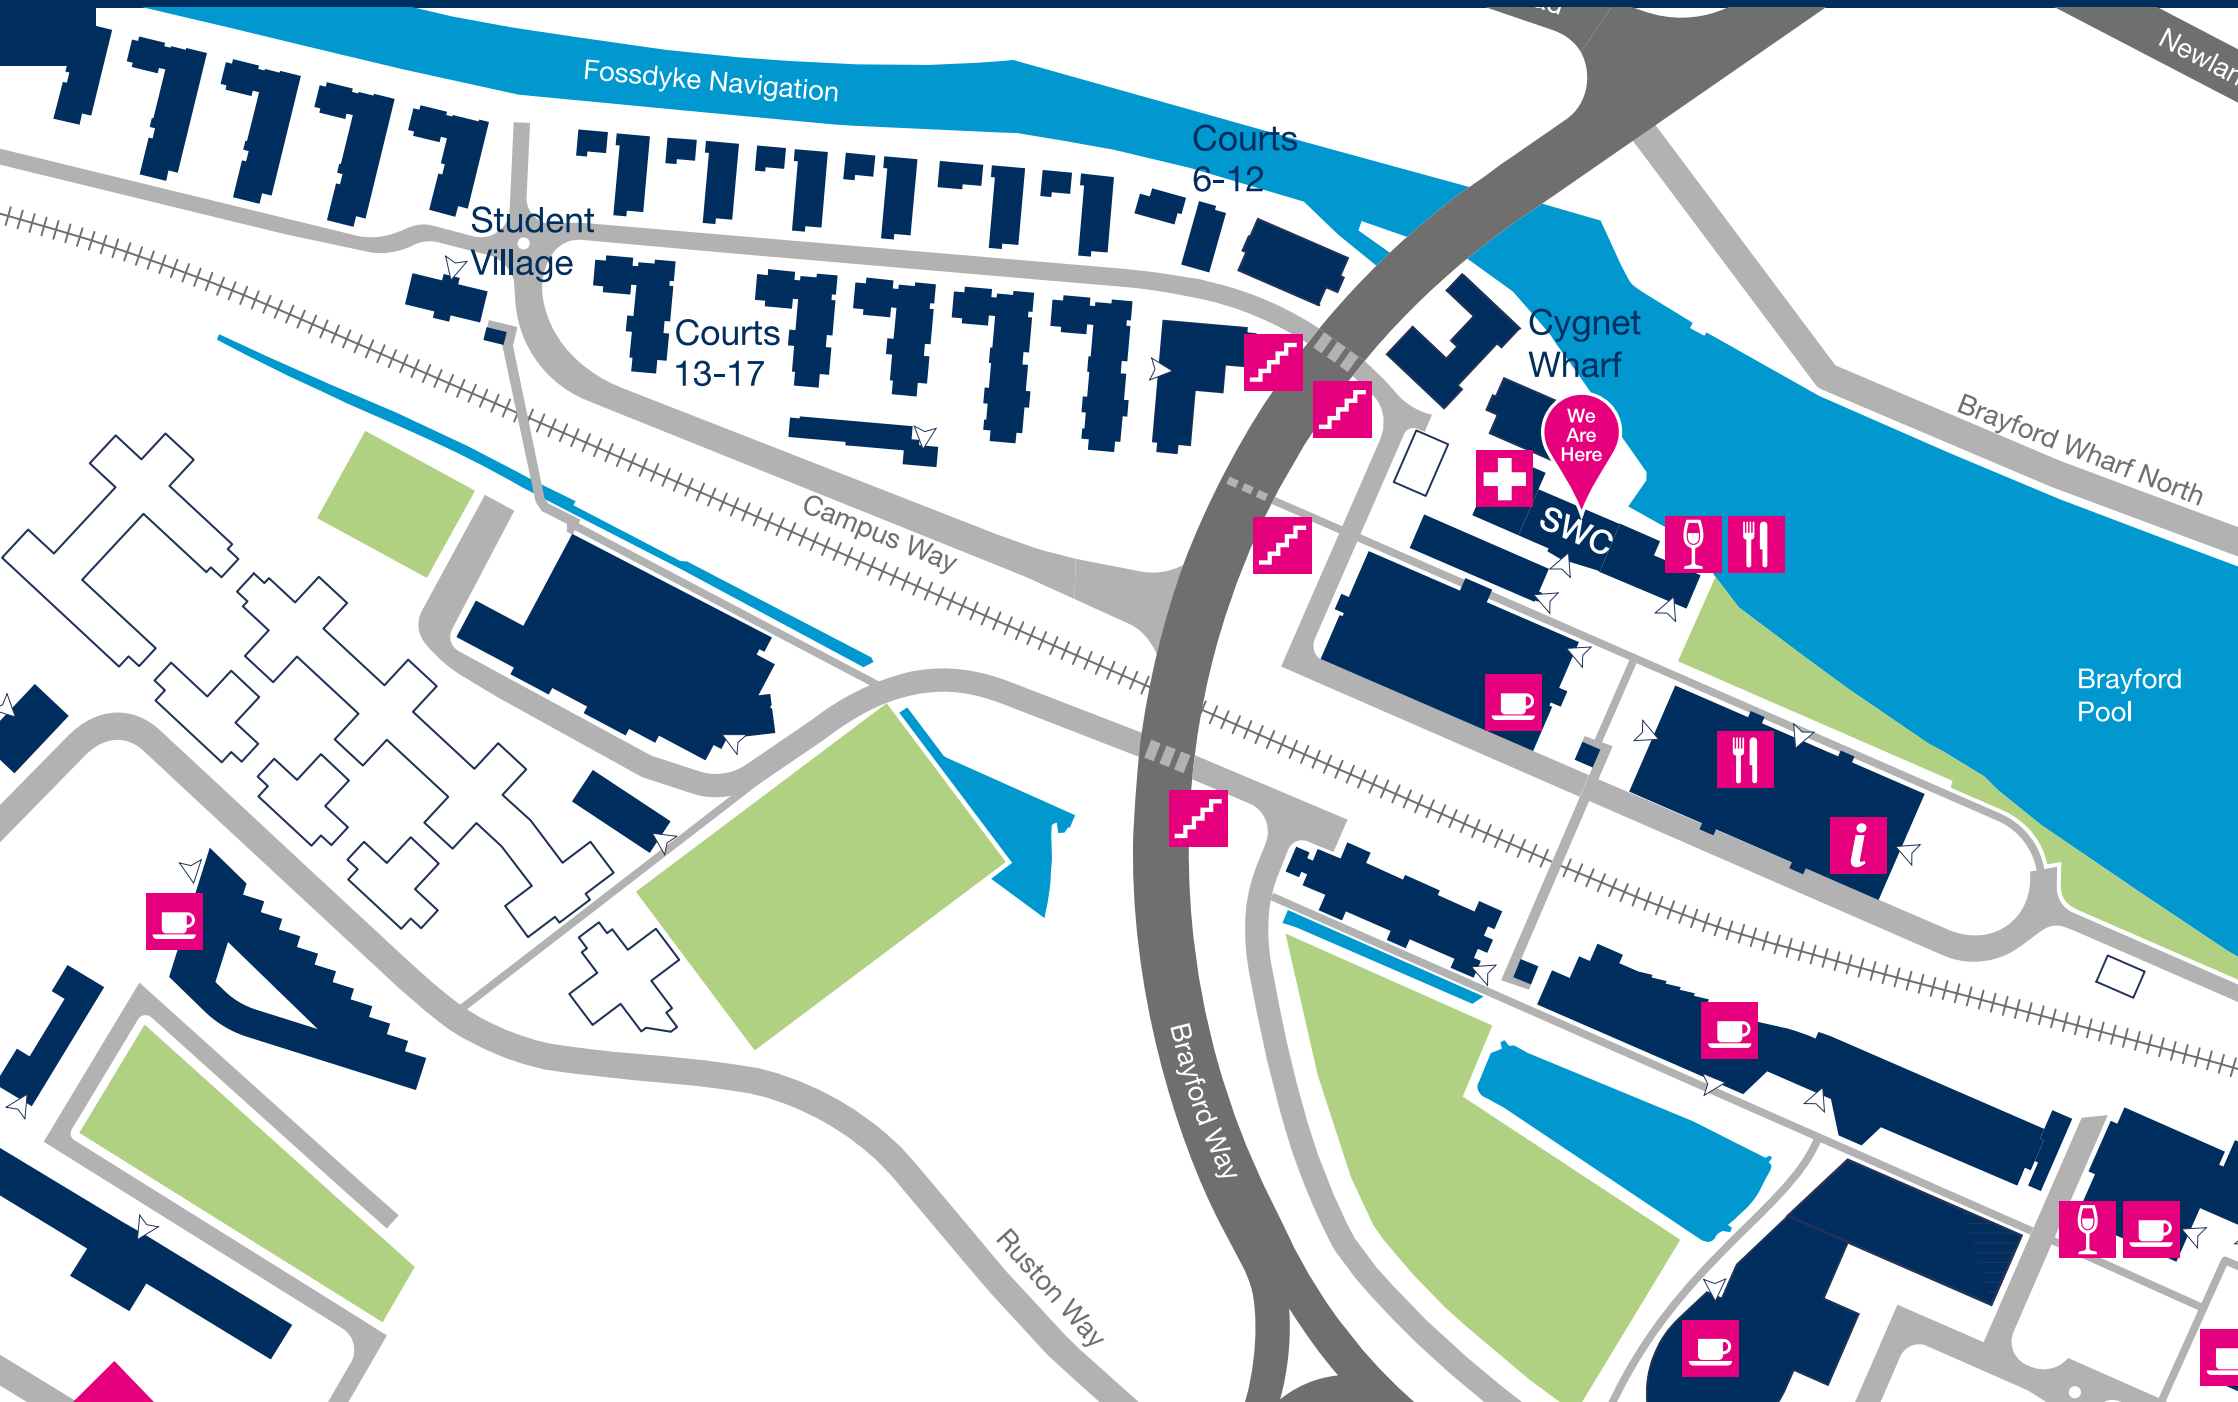 Fossdyke Navigation
Courts
6-12
Student
Village
Courts
13-17
Cygnet
Wharf
We
Are
Here
SWC
Brayford Wharf North
Campus Way
Brayford
Pool
i
Brayford Way
Ruston Way